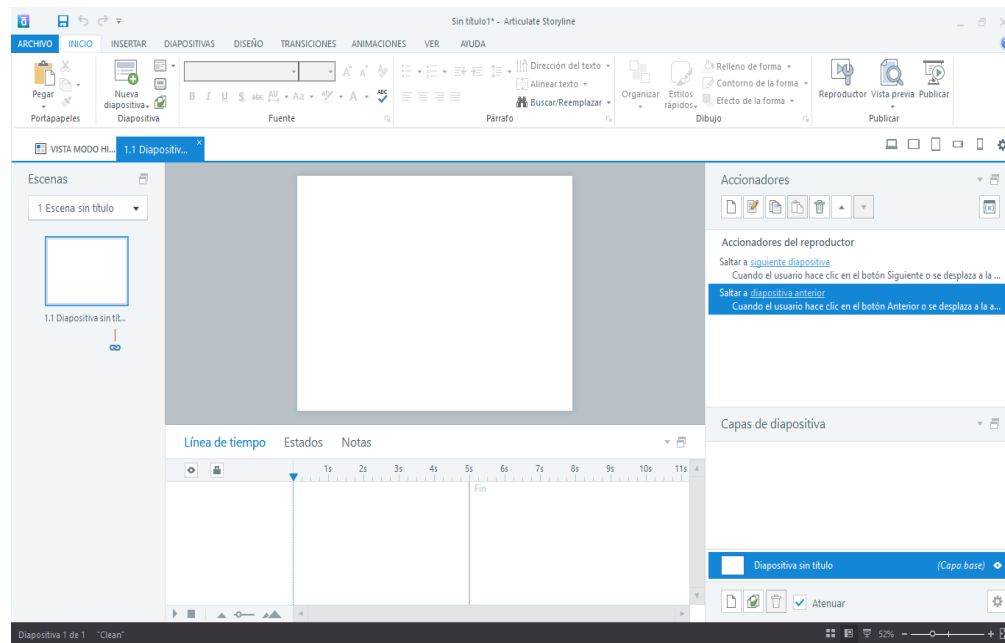 Sin título1* - Articulate Storyline
ARCHIVO INICIO INSERTAR DIAPOSITIVAS DISEÑO TRANSICIONES ANIMACIONES VER AYUDA
Pegar
Portapapeles
Nueva diapositiva
Diapositiva
B I U S abc AV Aa A ABC
Fuente
Dirección del texto
Alinear texto
Buscar/Reemplazar
Párrafo
Organizar
Estilos rápidos
Relleno de forma
Contorno de la forma
Efecto de la forma
Dibujo
Reproductor Vista previa Publicar
Publicar
VISTA MODO HI... 1.1 Diapositiv...
Escenas
1 Escena sin título
1.1 Diapositiva sin tít...
Línea de tiempo Estados Notas
1s 2s 3s 4s 5s 6s 7s 8s 9s 10s 11s
Fin
Accionadores
Accionadores del reproductor
Saltar a siguiente diapositiva
Cuando el usuario hace clic en el botón Siguiente o se desplaza a la ...
Saltar a diapositiva anterior
Cuando el usuario hace clic en el botón Anterior o se desplaza a la a...
Capas de diapositiva
Diapositiva sin título (Capa base)
Atenuar
Diapositiva 1 de 1 "Clean" 52%